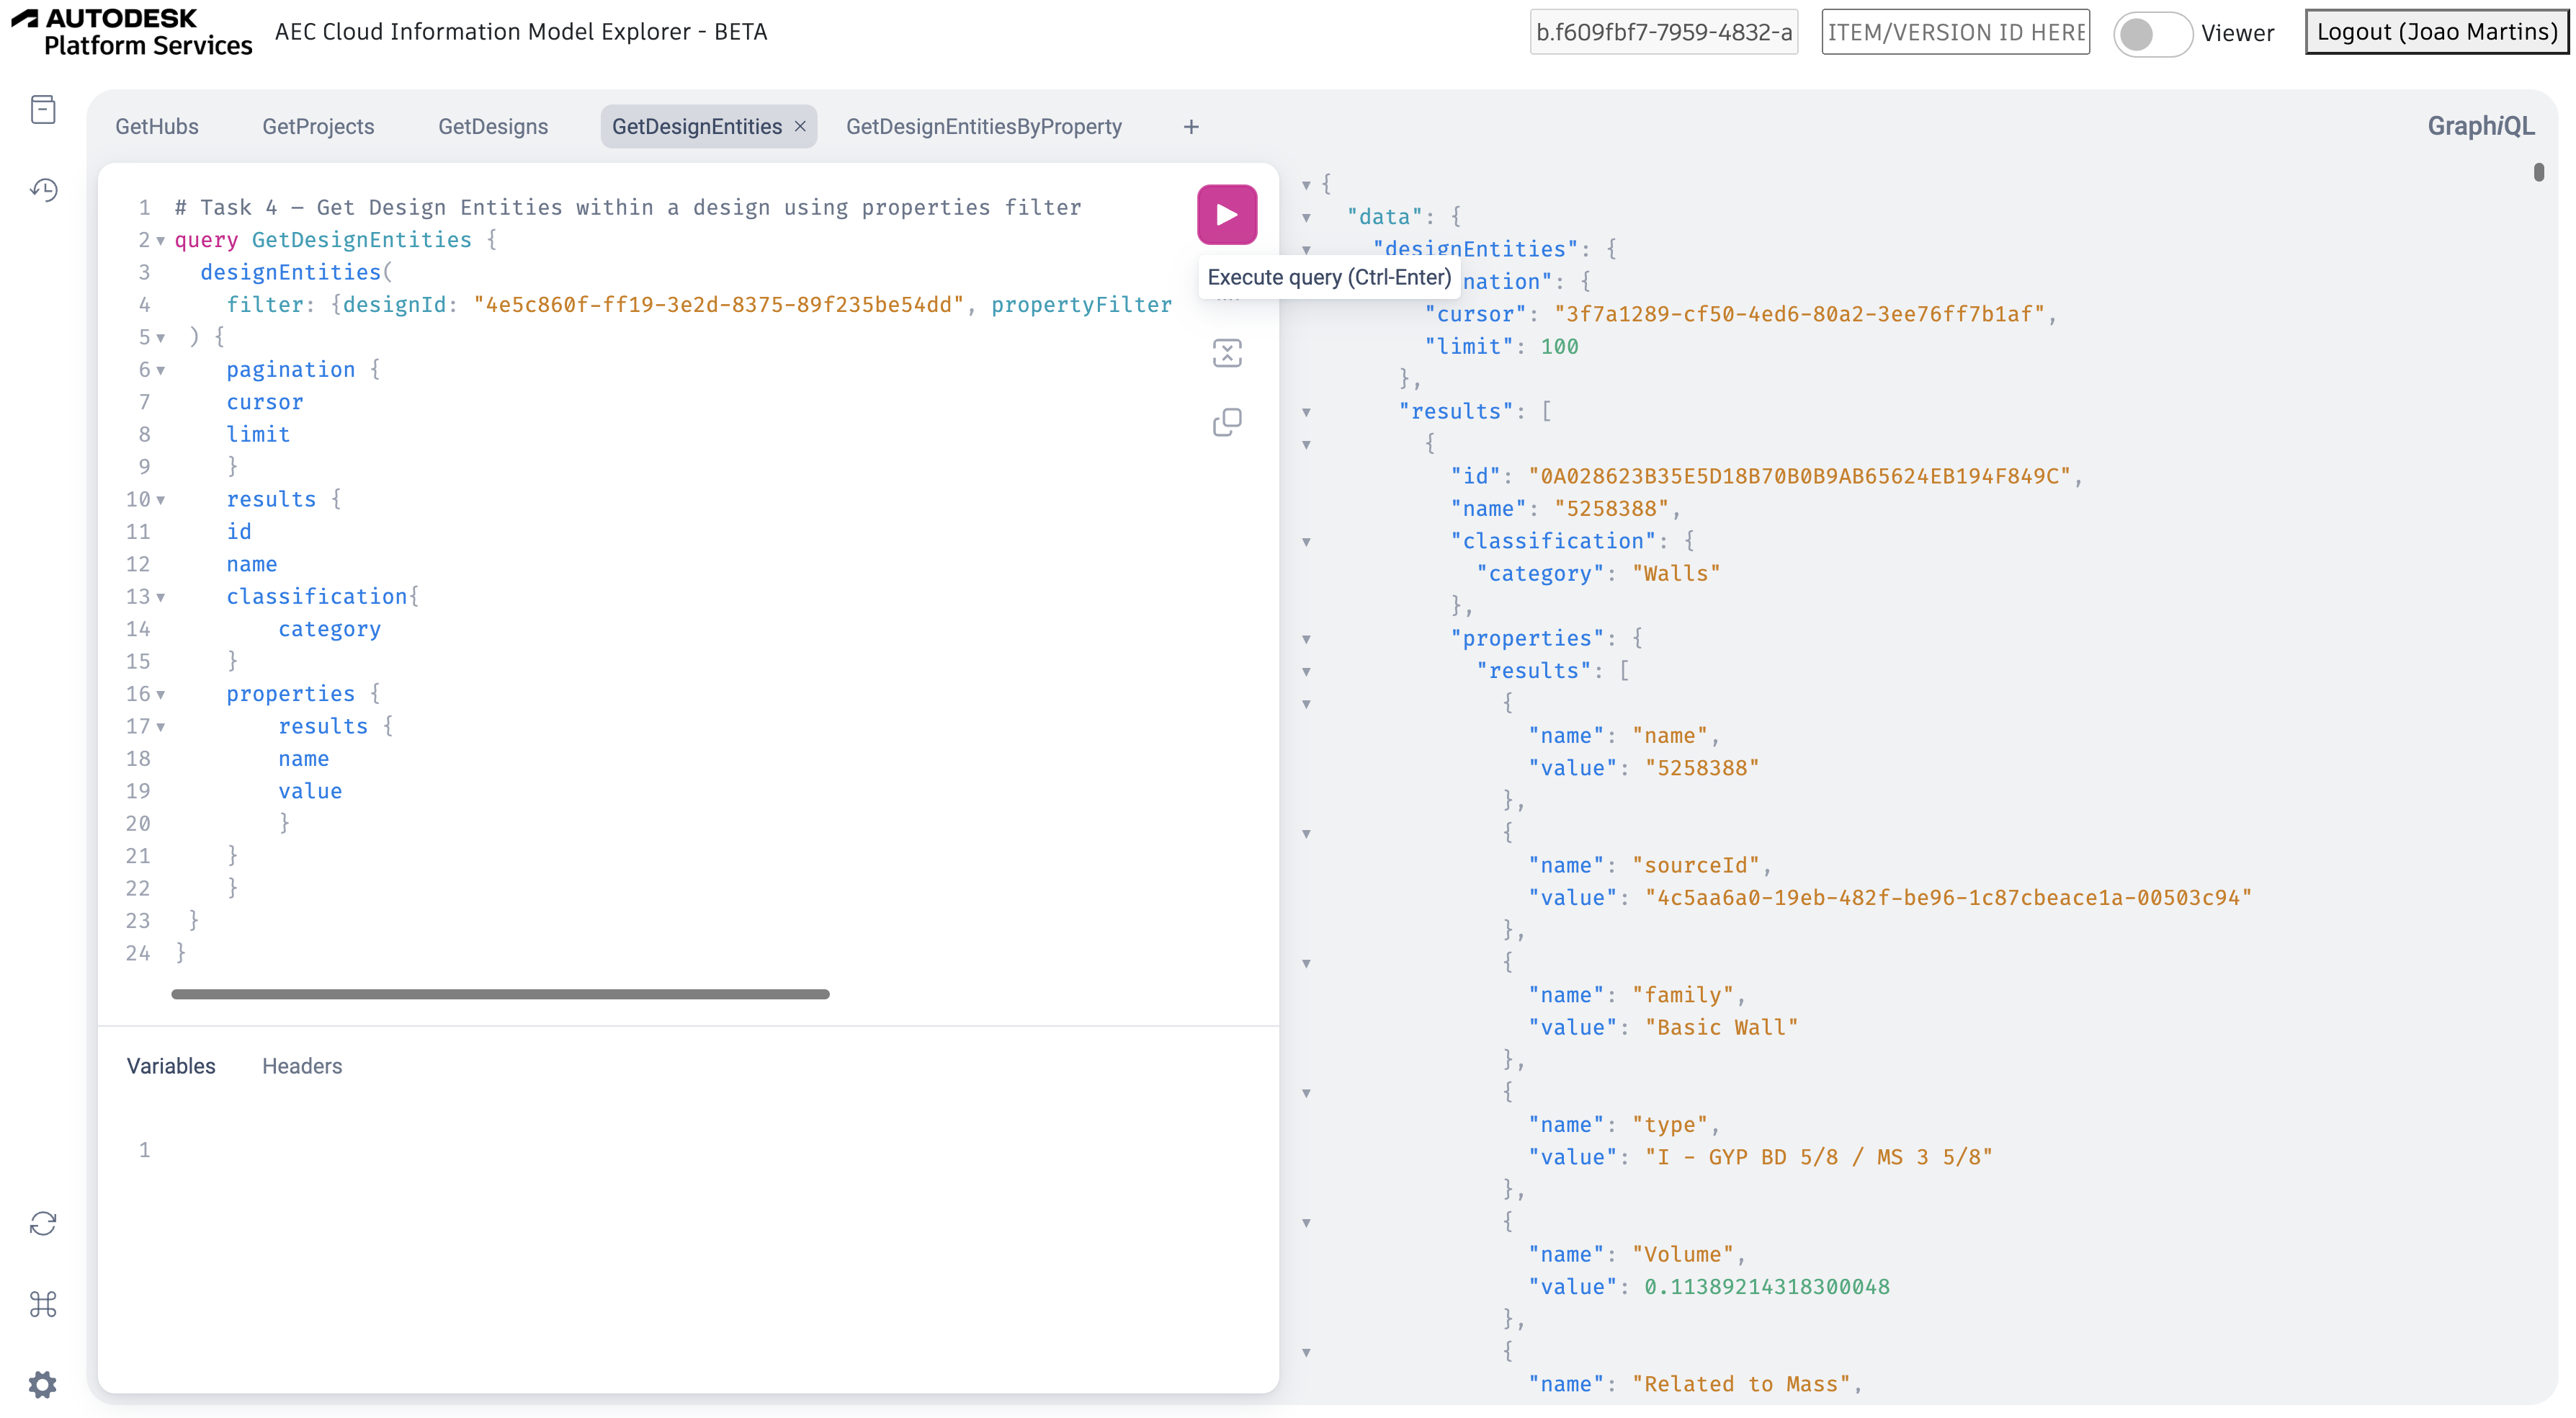 AUTODESK
Platform Services
AEC Cloud Information Model Explorer - BETA
b.f609fbf7-7959-4832-a
ITEM/VERSION ID HERE
Viewer
Logout (Joao Martins)
GetHubs
GetProjects
GetDesigns
GetDesignEntities ×
GetDesignEntitiesByProperty
+
GraphiQL
1 # Task 4 – Get Design Entities within a design using properties filter
2 query GetDesignEntities {
3 designEntities(
4 filter: {designId: "4e5c860f-ff19-3e2d-8375-89f235be54dd", propertyFilter
5 ) {
6 pagination {
7 cursor
8 limit
9 }
10 results {
11 id
12 name
13 classification{
14 category
15 }
16 properties {
17 results {
18 name
19 value
20 }
21 }
22 }
23 }
24 }
Execute query (Ctrl-Enter)
Variables
Headers
1
{
"data": {
"designEntities": {
nation": {
"cursor": "3f7a1289-cf50-4ed6-80a2-3ee76ff7b1af",
"limit": 100
},
"results": [
{
"id": "0A028623B35E5D18B70B0B9AB65624EB194F849C",
"name": "5258388",
"classification": {
"category": "Walls"
},
"properties": {
"results": [
{
"name": "name",
"value": "5258388"
},
{
"name": "sourceId",
"value": "4c5aa6a0-19eb-482f-be96-1c87cbeace1a-00503c94"
},
{
"name": "family",
"value": "Basic Wall"
},
{
"name": "type",
"value": "I - GYP BD 5/8 / MS 3 5/8"
},
{
"name": "Volume",
"value": 0.11389214318300048
},
{
"name": "Related to Mass",